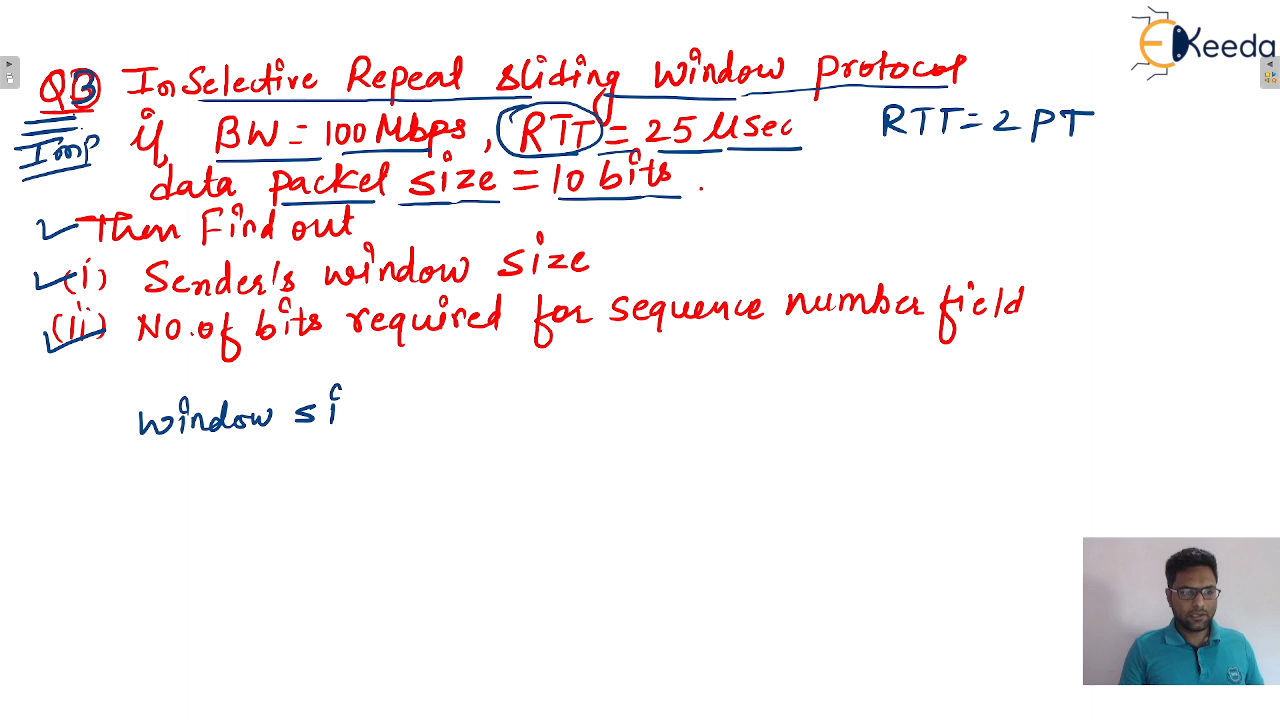 EKeeda
Q3 In Selective Repeat sliding window protocol
Imp if BW = 100 Mbps, RTT = 25 μsec
RTT = 2 PT
data packet size = 10 bits.
Then Find out
(i) Sender's window size
(ii) No. of bits required for sequence number field
window si